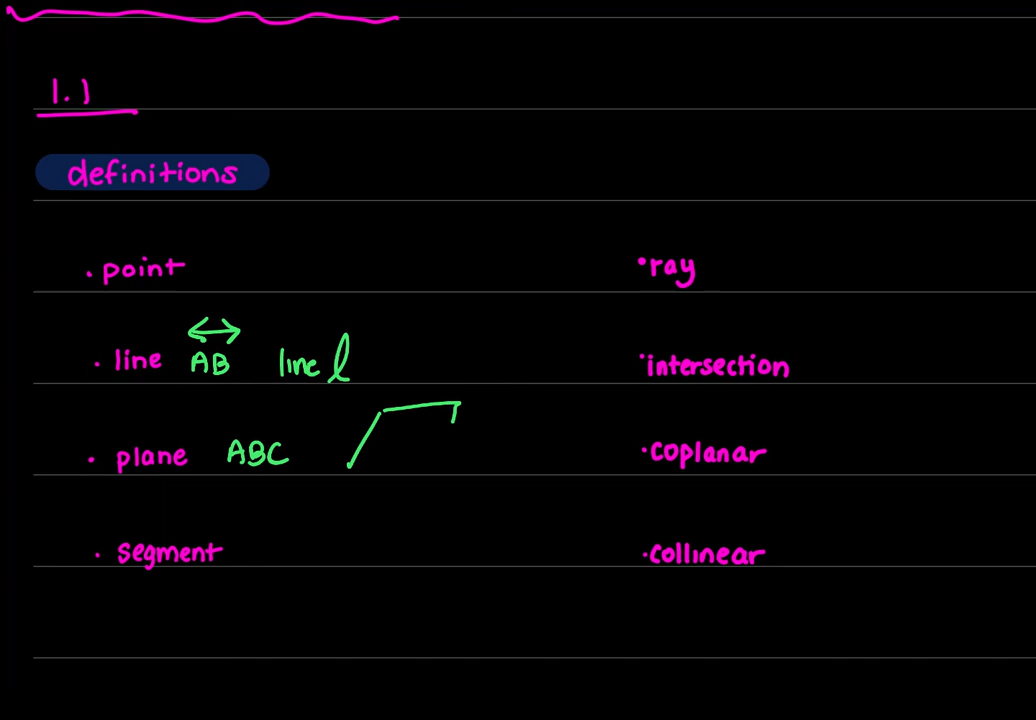 1.1
definitions
• point
• ray
• line AB line l
• intersection
• plane ABC
• coplanar
• segment
• collinear